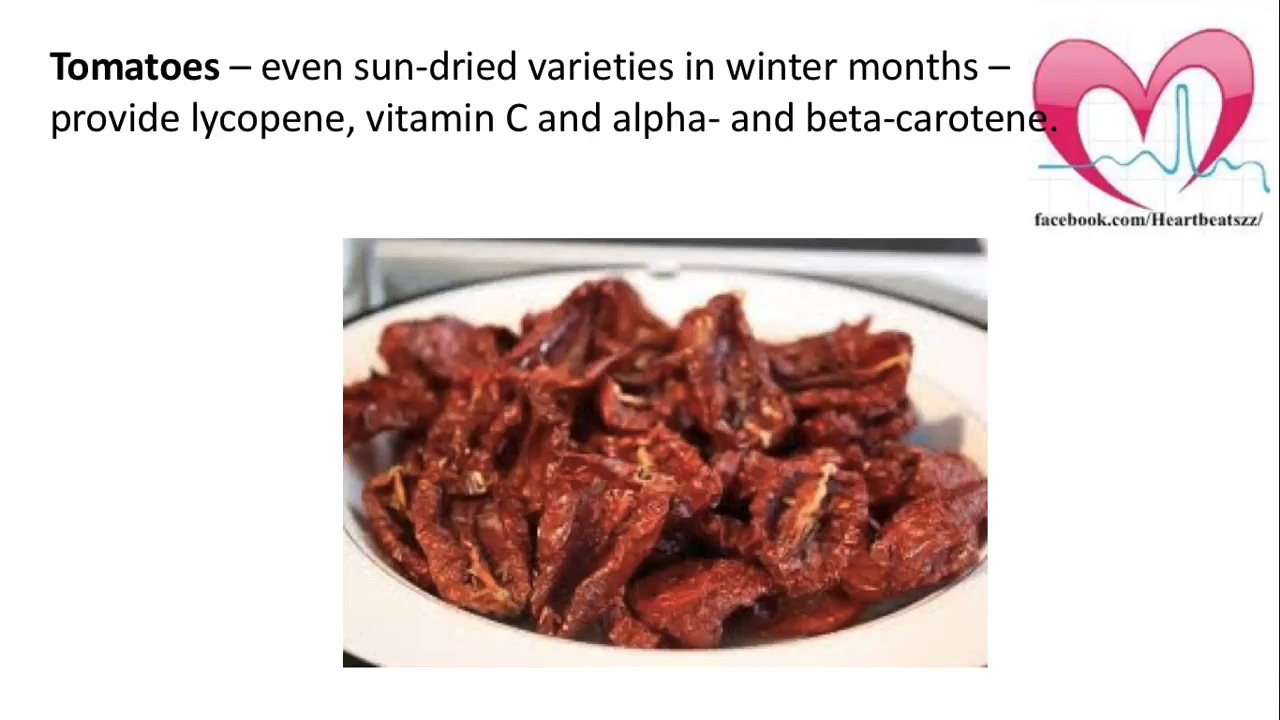 Tomatoes – even sun-dried varieties in winter months –
provide lycopene, vitamin C and alpha- and beta-carotene.
facebook.com/Heartbeatszz/